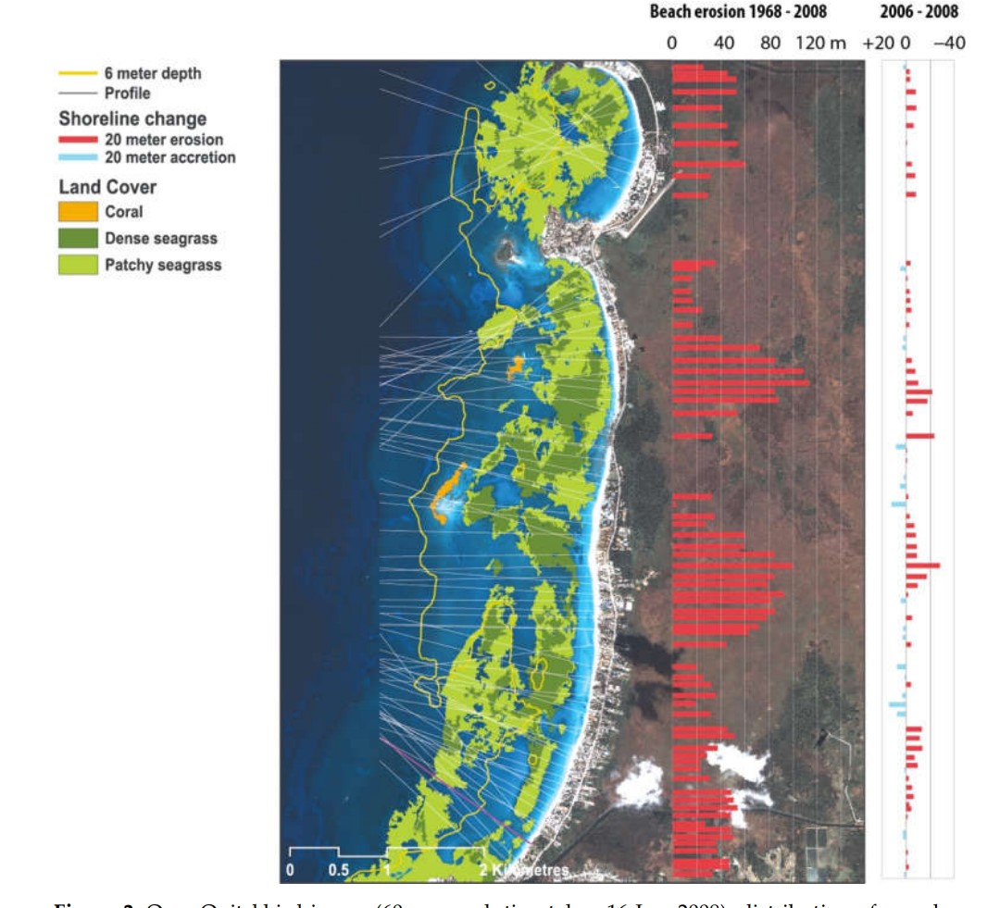 Beach erosion 1968 - 2008
2006 - 2008
0 40 80 120 m
+20 0 −40
6 meter depth
Profile
Shoreline change
20 meter erosion
20 meter accretion
Land Cover
Coral
Dense seagrass
Patchy seagrass
0 0.5 1 2 Kilometres